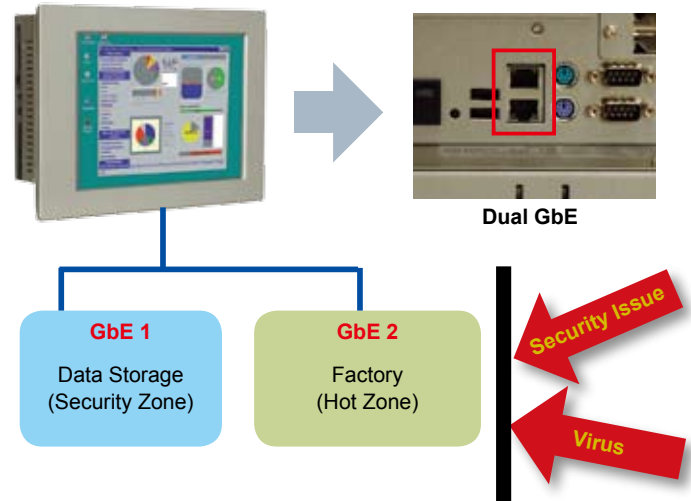 Dual GbE
GbE 1
Data Storage
(Security Zone)
GbE 2
Factory
(Hot Zone)
Security Issue
Virus